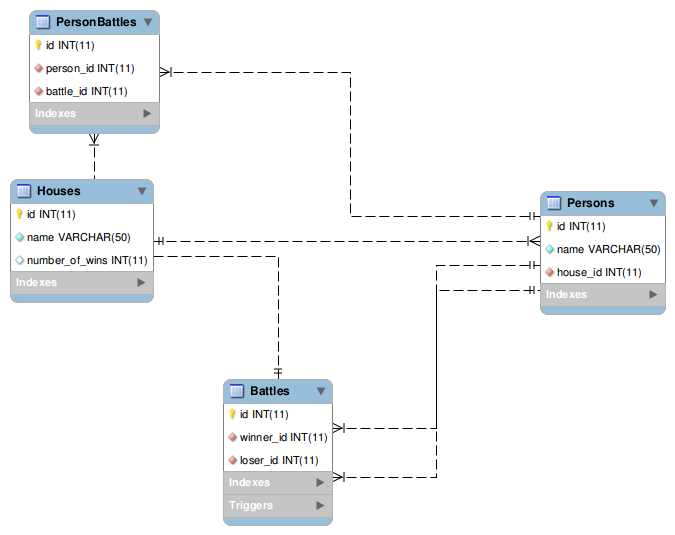 PersonBattles
id INT(11)
person_id INT(11)
battle_id INT(11)
Indexes
Houses
id INT(11)
name VARCHAR(50)
number_of_wins INT(11)
Indexes
Persons
id INT(11)
name VARCHAR(50)
house_id INT(11)
Indexes
Battles
id INT(11)
winner_id INT(11)
loser_id INT(11)
Indexes
Triggers